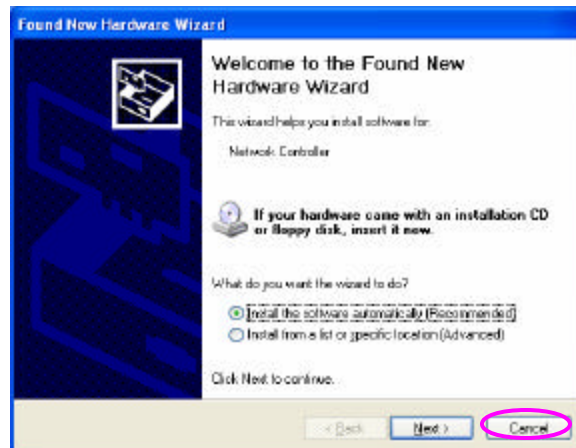 Found New Hardware Wizard
Welcome to the Found New
Hardware Wizard
This wizard helps you install software for:
Network Controller
If your hardware came with an installation CD
or floppy disk, insert it now.
What do you want the wizard to do?
Install the software automatically (Recommended)
Install from a list or specific location (Advanced)
Click Next to continue.
< Back
Next >
Cancel